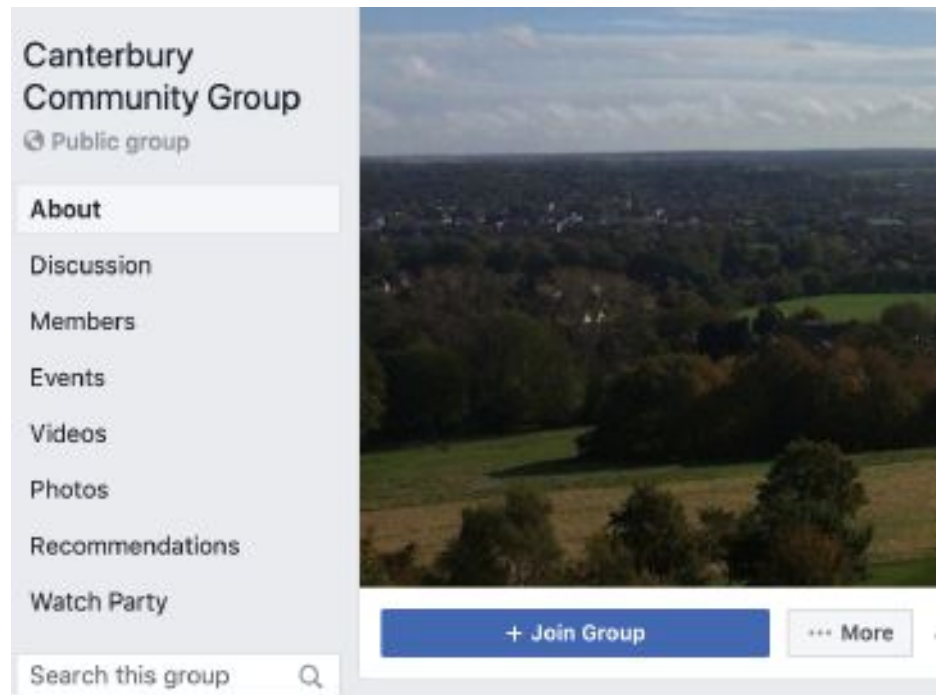 Canterbury
Community Group
Public group
About
Discussion
Members
Events
Videos
Photos
Recommendations
Watch Party
+ Join Group
··· More
Search this group